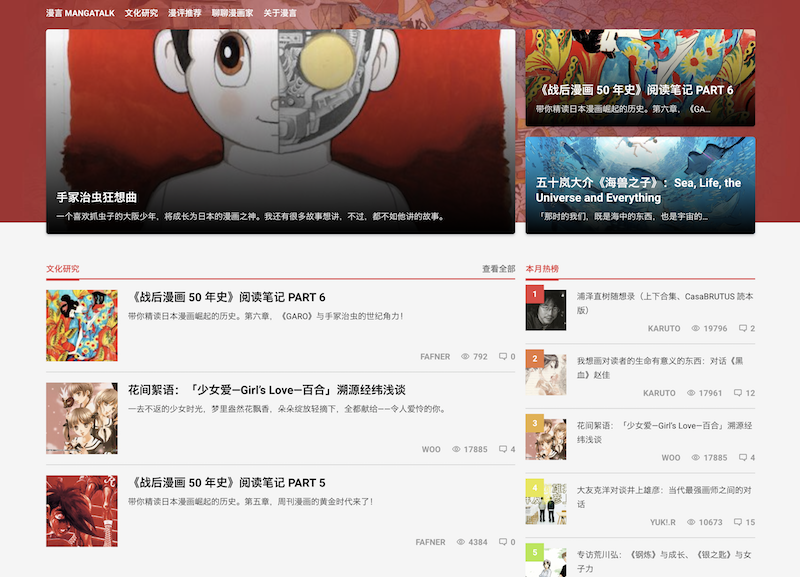 漫言 MANGATALK 文化研究 漫评推荐 聊聊漫画家 关于漫言
手冢治虫狂想曲
一个喜欢抓虫子的大阪少年，将成长为日本的漫画之神。我还有很多故事想讲，不过，都不如他讲的故事。
《战后漫画 50 年史》阅读笔记 PART 6
带你精读日本漫画崛起的历史。第六章，《GA...
五十岚大介《海兽之子》：Sea, Life, the
Universe and Everything
「那时的我们，既是海中的东西，也是宇宙的...
文化研究 查看全部
《战后漫画 50 年史》阅读笔记 PART 6
带你精读日本漫画崛起的历史。第六章，《GARO》与手冢治虫的世纪角力！
FAFNER 792 0
花间絮语：「少女爱—Girl's Love—百合」溯源经纬浅谈
一去不返的少女时光，梦里盎然花飘香，朵朵绽放轻摘下，全都献给——令人爱怜的你。
WOO 17885 4
《战后漫画 50 年史》阅读笔记 PART 5
带你精读日本漫画崛起的历史。第五章，周刊漫画的黄金时代来了！
FAFNER 4384 0
本月热榜
1
浦泽直树随想录（上下合集、CasaBRUTUS 読本
版）
KARUTO 19796 2
2
我想画对读者的生命有意义的东西：对话《黑
血》赵佳
KARUTO 17961 12
3
花间絮语：「少女爱—Girl's Love—百合」溯源经
纬浅谈
WOO 17885 4
4
大友克洋对谈井上雄彦：当代最强画师之间的对
话
YUK!.R 10673 15
5
专访荒川弘：《钢炼》与成长、《银之匙》与女
子力